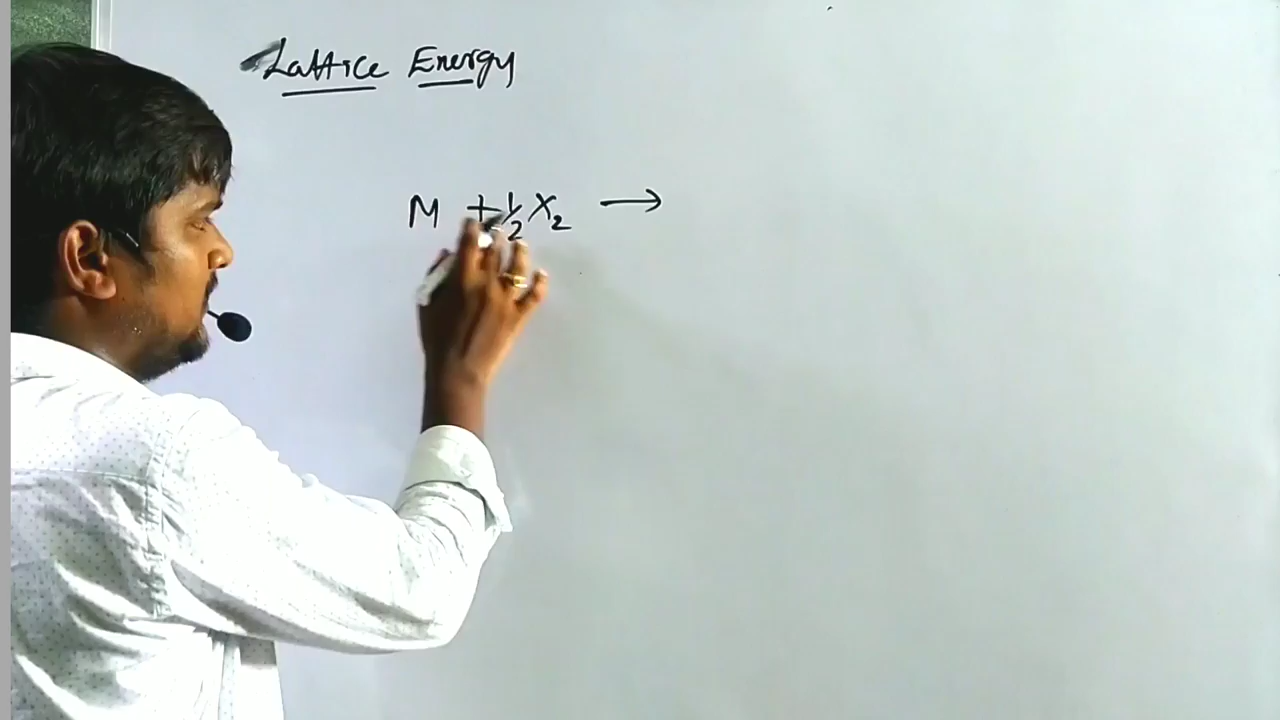 Lattice Energy
M + ½ X₂ →